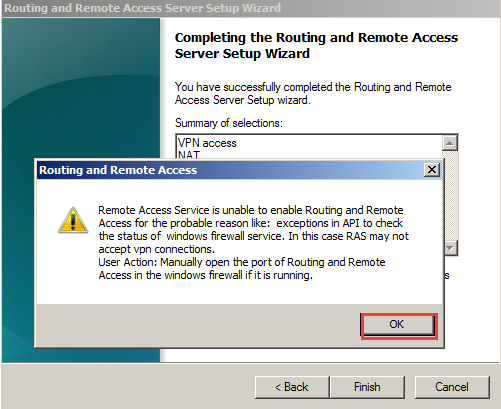 Routing and Remote Access Server Setup Wizard
Completing the Routing and Remote Access
Server Setup Wizard
You have successfully completed the Routing and Remote
Access Server Setup wizard.
Summary of selections:
VPN access
NAT
Routing and Remote Access
Remote Access Service is unable to enable Routing and Remote
Access for the probable reason like:  exceptions in API to check
the status of  windows firewall service. In this case RAS may not
accept vpn connections.
User Action: Manually open the port of Routing and Remote
Access in the windows firewall if it is running.
OK
< Back
Finish
Cancel